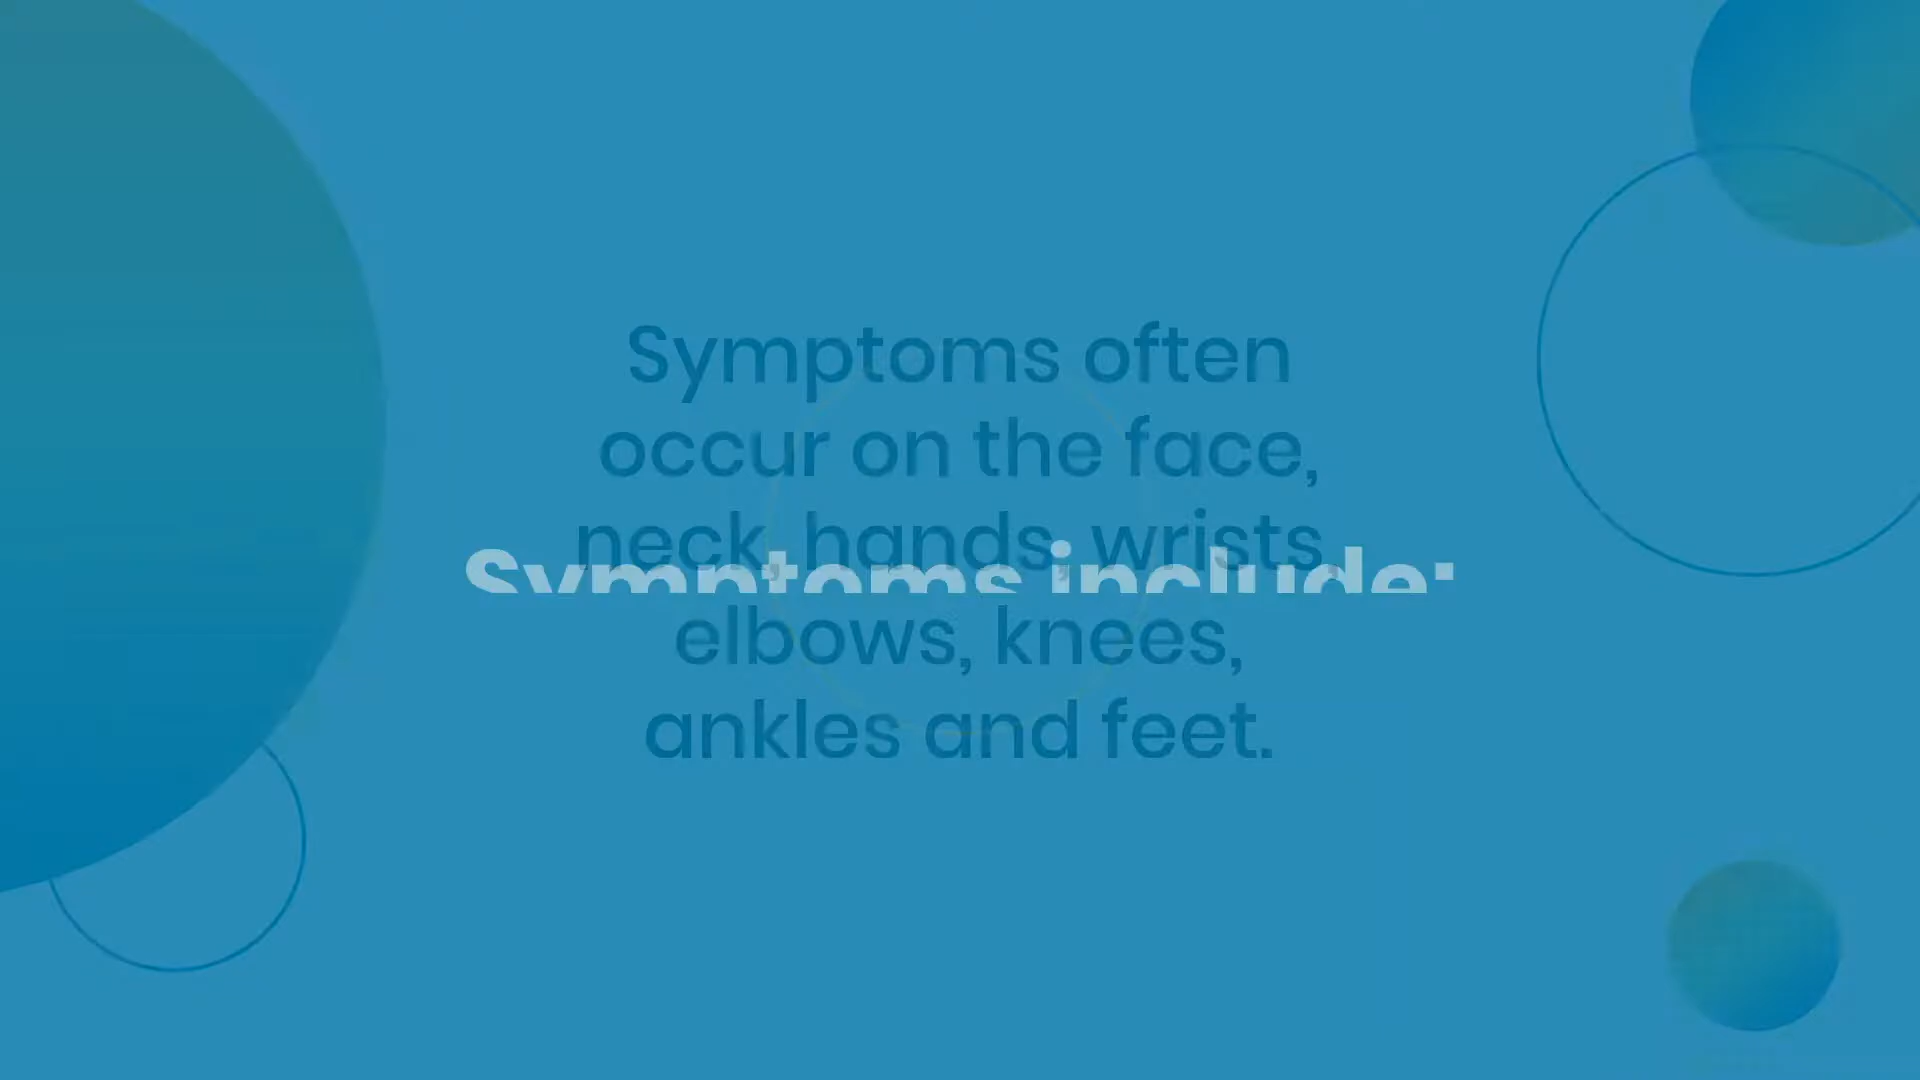 Symptoms often
occur on the face,
neck, hands, wrists,
Symptoms include:
elbows, knees,
ankles and feet.